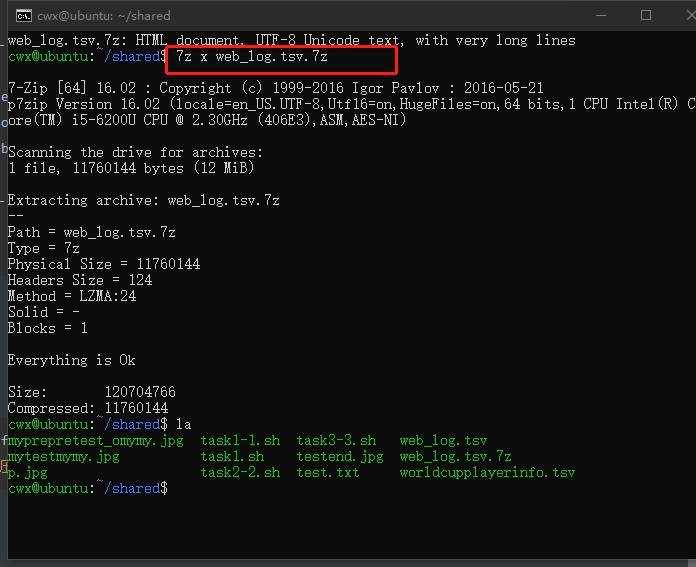 cwx@ubuntu: ~/shared
web_log.tsv.7z: HTML document, UTF-8 Unicode text, with very long lines
cwx@ubuntu:~/shared$ 7z x web_log.tsv.7z
7-Zip [64] 16.02 : Copyright (c) 1999-2016 Igor Pavlov : 2016-05-21
p7zip Version 16.02 (locale=en_US.UTF-8,Utf16=on,HugeFiles=on,64 bits,1 CPU Intel(R) C
ore(TM) i5-6200U CPU @ 2.30GHz (406E3),ASM,AES-NI)
Scanning the drive for archives:
1 file, 11760144 bytes (12 MiB)
Extracting archive: web_log.tsv.7z
--
Path = web_log.tsv.7z
Type = 7z
Physical Size = 11760144
Headers Size = 124
Method = LZMA:24
Solid = -
Blocks = 1
Everything is Ok
Size: 120704766
Compressed: 11760144
cwx@ubuntu:~/shared$ la
myprepretest_omymy.jpg task1-1.sh task3-3.sh web_log.tsv
mytestmymy.jpg task1.sh testend.jpg web_log.tsv.7z
p.jpg task2-2.sh test.txt worldcupplayerinfo.tsv
cwx@ubuntu:~/shared$